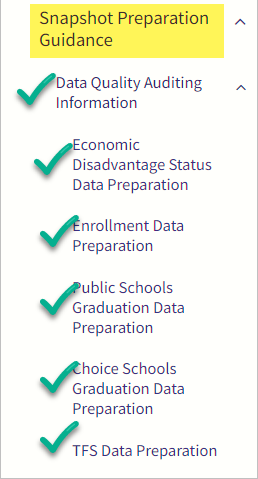 Snapshot Preparation
Guidance
Data Quality Auditing
Information
Economic
Disadvantage Status
Data Preparation
Enrollment Data
Preparation
Public Schools
Graduation Data
Preparation
Choice Schools
Graduation Data
Preparation
TFS Data Preparation